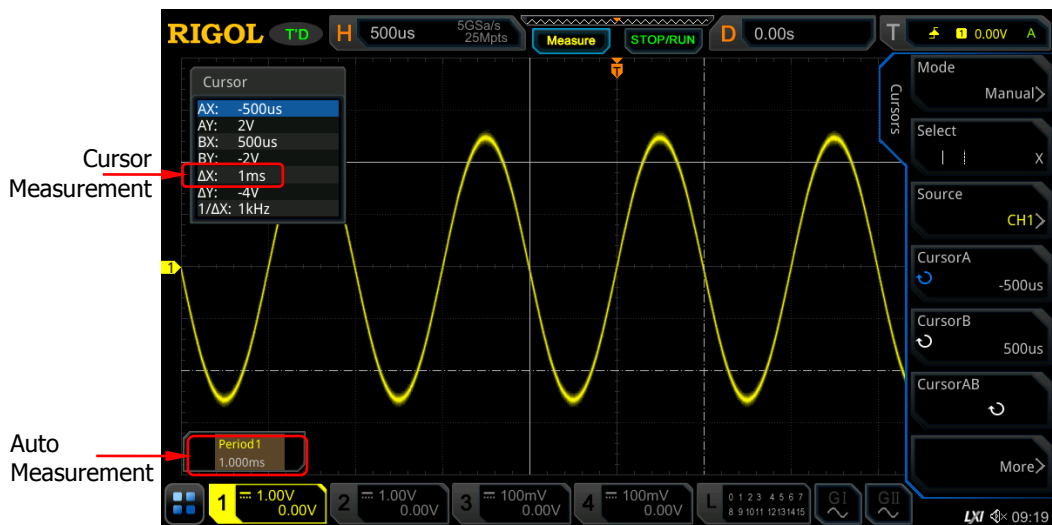 RIGOL T'D H 500us 5GSa/s
25Mpts
Measure
STOP/RUN
D 0.00s
T 1 0.00V A
T
Cursor
AX: -500us
AY: 2V
BX: 500us
BY: -2V
ΔX: 1ms
ΔY: -4V
1/ΔX: 1kHz
Cursor
Measurement
1
Cursors
Mode
Manual>
Select
X
Source
CH1>
CursorA
-500us
CursorB
500us
CursorAB
More>
Auto
Measurement
Period1
1.000ms
1 1.00V
0.00V
2 1.00V
0.00V
3 100mV
0.00V
4 100mV
0.00V
L 0 1 2 3 4 5 6 7
8 9 10 11 12 13 14 15
GI
GII
LXI 09:19